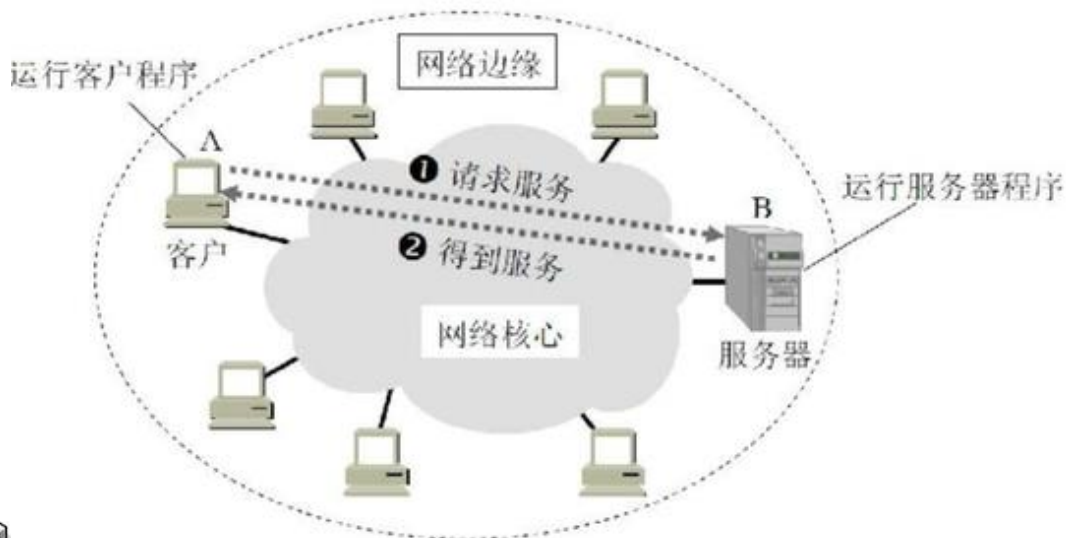 网络边缘
运行客户程序
A
❶ 请求服务
运行服务器程序
B
客户
❷ 得到服务
网络核心
服务器